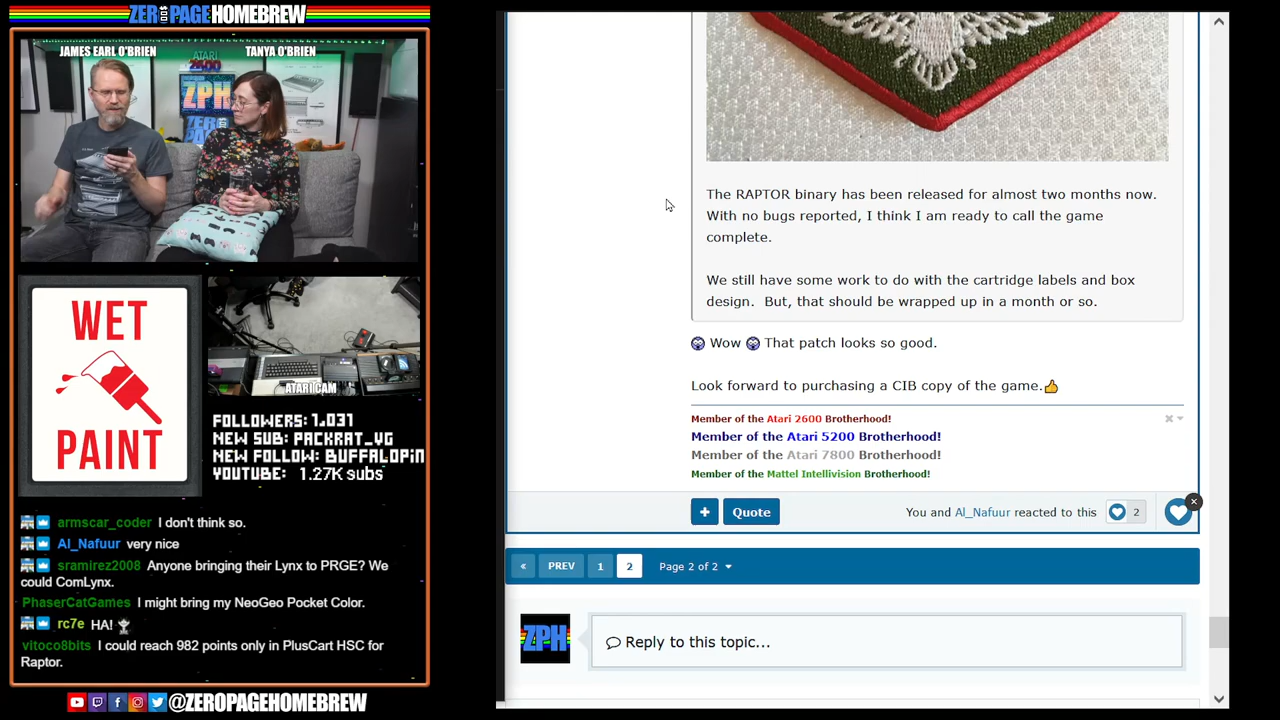 ZERO PAGE HOMEBREW
JAMES EARL O'BRIEN
TANYA O'BRIEN
ATARI
2600
ZPH
WET
PAINT
ATARI CAM
FOLLOWERS: 1,031
NEW SUB: PACKRAT_VG
NEW FOLLOW: BUFFALOPIN
YOUTUBE: 1.27K subs
armscar_coder I don't think so.
Al_Nafuur very nice
sramirez2008 Anyone bringing their Lynx to PRGE? We
could ComLynx.
PhaserCatGames I might bring my NeoGeo Pocket Color.
rc7e HA!
vitoco8bits I could reach 982 points only in PlusCart HSC for
Raptor.
@ZEROPAGEHOMEBREW
The RAPTOR binary has been released for almost two months now.
With no bugs reported, I think I am ready to call the game
complete.
We still have some work to do with the cartridge labels and box
design. But, that should be wrapped up in a month or so.
Wow That patch looks so good.
Look forward to purchasing a CIB copy of the game.
Member of the Atari 2600 Brotherhood!
Member of the Atari 5200 Brotherhood!
Member of the Atari 7800 Brotherhood!
Member of the Mattel Intellivision Brotherhood!
+ Quote
You and Al_Nafuur reacted to this
2
« PREV 1 2 Page 2 of 2
ZPH
Reply to this topic...